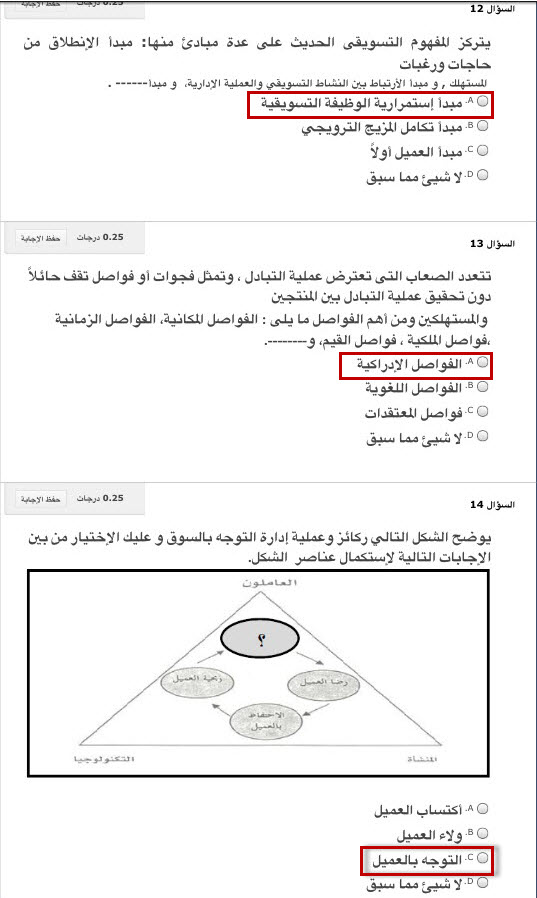 السؤال 12
0.25 درجات
حفظ الإجابة
يتركز المفهوم التسويقى الحديث على عدة مبادئ منها: مبدأ الإنطلاق من
حاجات ورغبات
المستهلك , و مبدأ الأرتباط بين النشاط التسويقي والعملية الإدارية، و مبدأ------ .
A. مبدأ إستمرارية الوظيفة التسويقية
B. مبدأ تكامل المزيج الترويجي
C. مبدأ العميل أولاً
D. لا شيئ مما سبق
السؤال 13
0.25 درجات
حفظ الإجابة
تتعدد الصعاب التى تعترض عملية التبادل ، وتمثل فجوات أو فواصل تقف حائلاً
دون تحقيق عملية التبادل بين المنتجين
والمستهلكين ومن أهم الفواصل ما يلى : الفواصل المكانية، الفواصل الزمانية
،فواصل الملكية ، فواصل القيم، و--------.
A. الفواصل الإدراكية
B. الفواصل اللغوية
C. فواصل المعتقدات
D. لا شيئ مما سبق
السؤال 14
0.25 درجات
حفظ الإجابة
يوضح الشكل التالي ركائز وعملية إدارة التوجه بالسوق و عليك الإختيار من بين
الإجابات التالية لإستكمال عناصر الشكل.
العاملون
؟
رضا العميل
ربحية العميل
الاحتفاظ
بالعميل
المنشأة
التكنولوجيا
A. أكتساب العميل
B. ولاء العميل
C. التوجه بالعميل
D. لا شيئ مما سبق